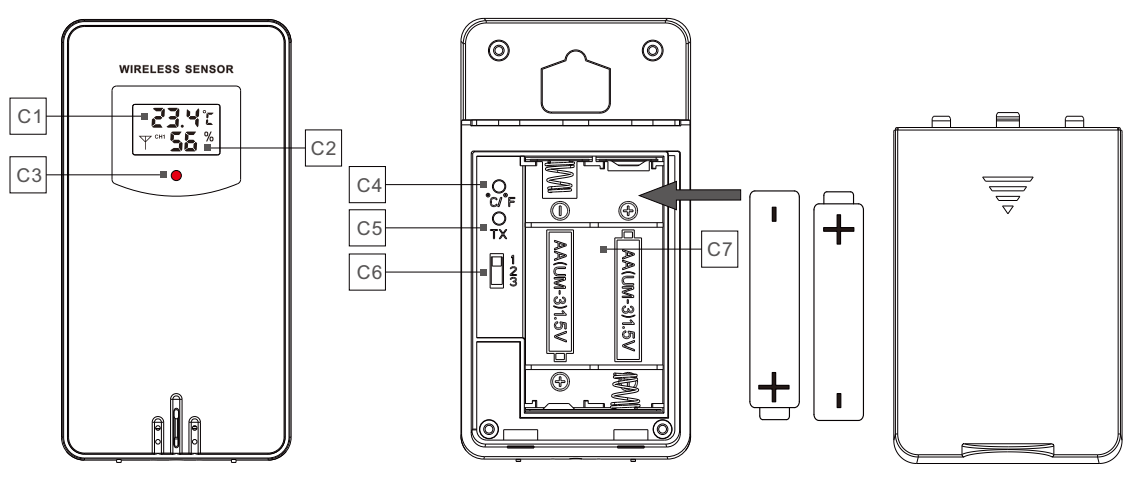 WIRELESS SENSOR
C1
23.4°C
CH1 56 %
C2
C3
C4
°C/°F
C5
TX
C6
1
2
3
C7
AA(UM-3)1.5V
AA(UM-3)1.5V